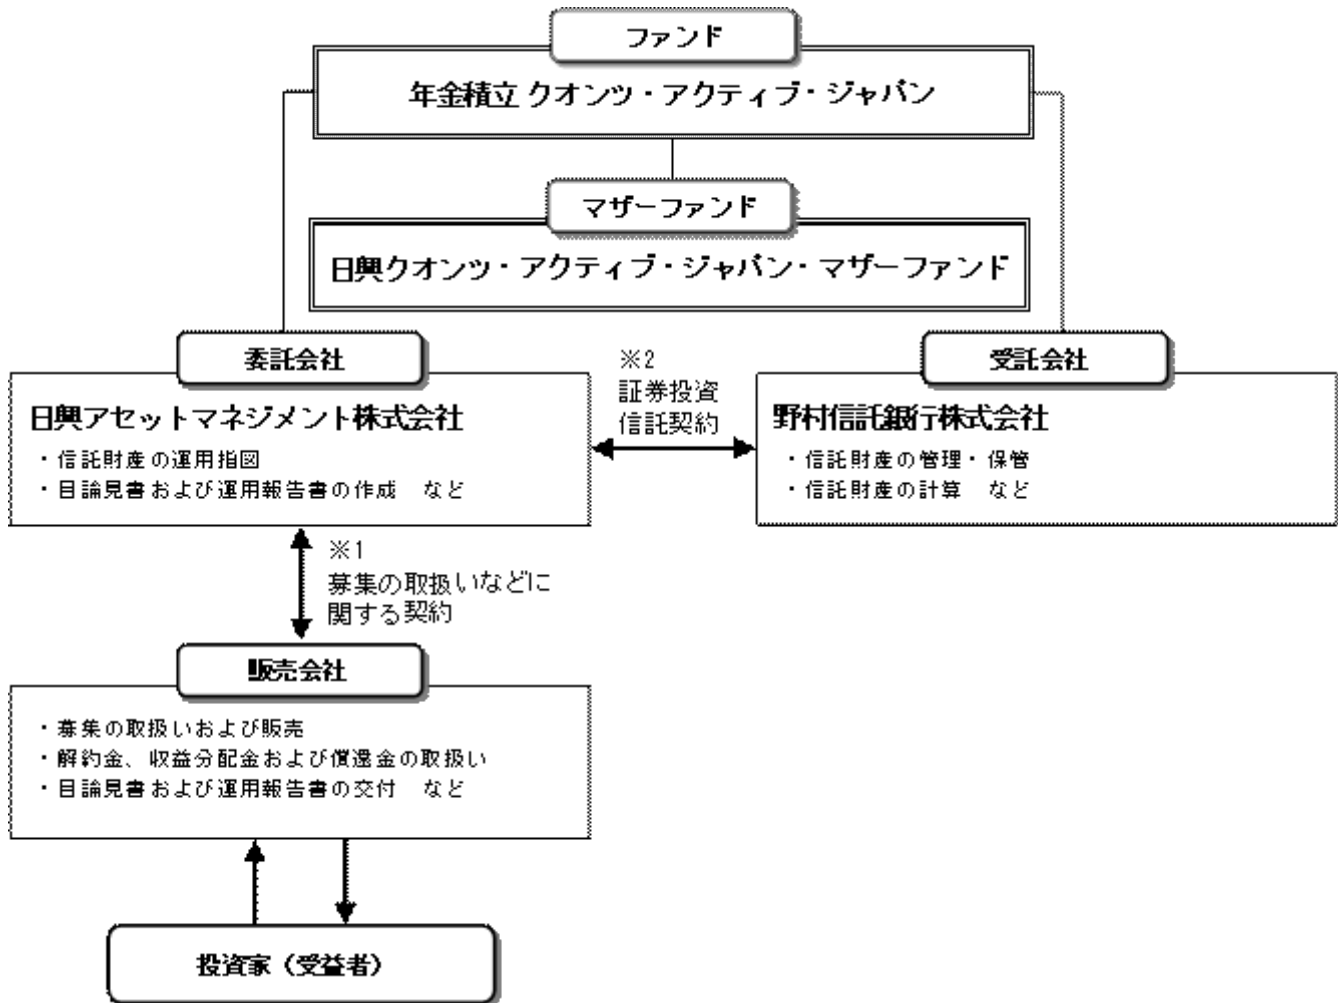 ファンド
年金積立 クオンツ・アクティブ・ジャパン
マザーファンド
日興クオンツ・アクティブ・ジャパン・マザーファンド
委託会社
日興アセットマネジメント株式会社
・信託財産の運用指図
・目論見書および運用報告書の作成 など
※2
証券投資
信託契約
受託会社
野村信託銀行株式会社
・信託財産の管理・保管
・信託財産の計算 など
※1
募集の取扱いなどに
関する契約
販売会社
・募集の取扱いおよび販売
・解約金、収益分配金および償還金の取扱い
・目論見書および運用報告書の交付 など
投資家（受益者）